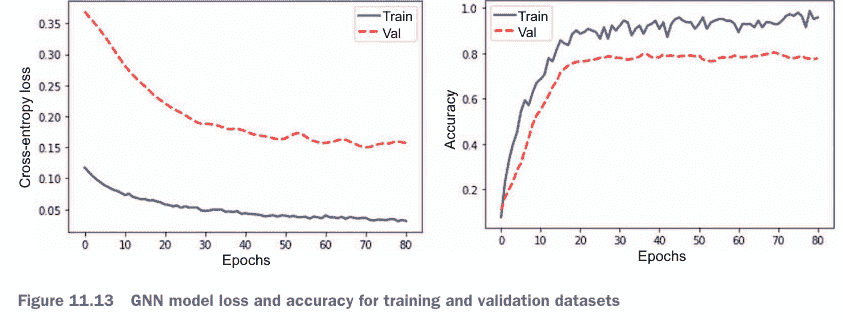 Train
Val
0.35
0.30
0.25
0.20
0.15
0.10
0.05
Cross-entropy loss
0 10 20 30 40 50 60 70 80
Epochs
Train
Val
1.0
0.8
0.6
0.4
0.2
Accuracy
0 10 20 30 40 50 60 70 80
Epochs
Figure 11.13 GNN model loss and accuracy for training and validation datasets